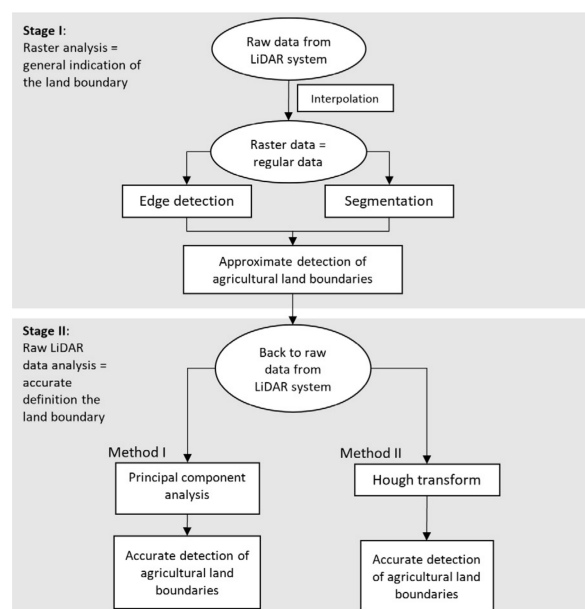 Stage I:
Raster analysis =
general indication of
the land boundary
Raw data from
LiDAR system
Interpolation
Raster data =
regular data
Edge detection
Segmentation
Approximate detection of
agricultural land boundaries
Stage II:
Raw LiDAR
data analysis =
accurate
definition the
land boundary
Back to raw
data from
LiDAR system
Method I
Principal component
analysis
Accurate detection of
agricultural land
boundaries
Method II
Hough transform
Accurate detection
of agricultural land
boundaries